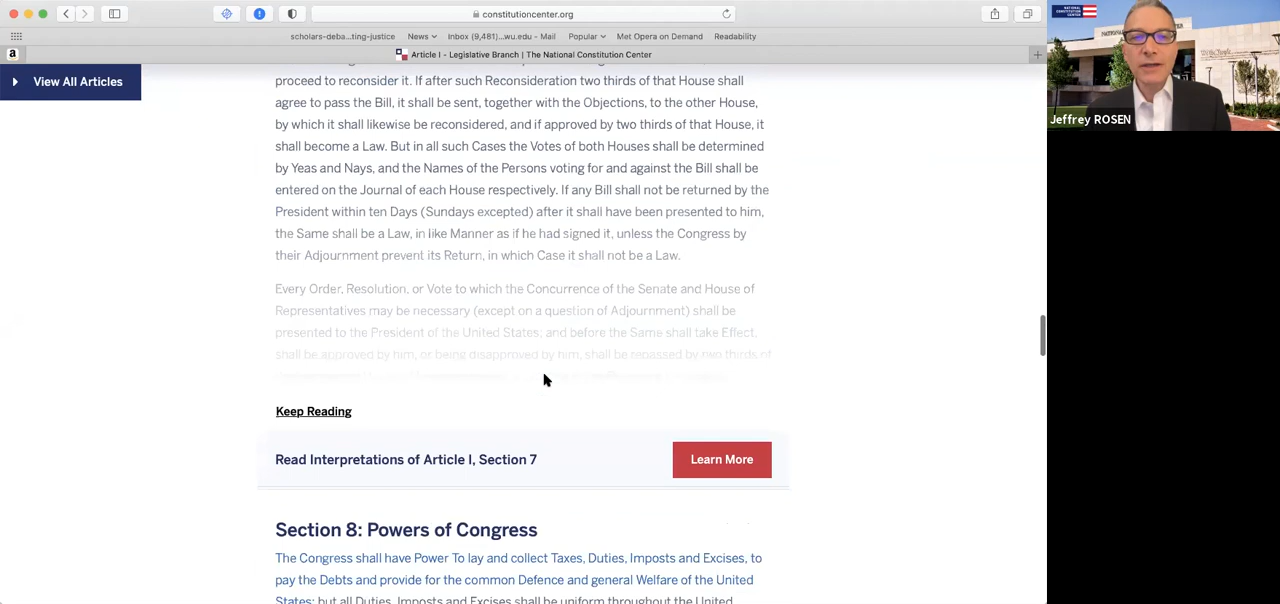 constitutioncenter.org
scholars-deba...ting-justice
News
Inbox (9,781)...wu.edu - Mail
Popular
Met Opera on Demand
Readability
a
Article I - Legislative Branch | The National Constitution Center
View All Articles
proceed to reconsider it. If after such Reconsideration two thirds of that House shall
agree to pass the Bill, it shall be sent, together with the Objections, to the other House,
by which it shall likewise be reconsidered, and if approved by two thirds of that House, it
shall become a Law. But in all such Cases the Votes of both Houses shall be determined
by Yeas and Nays, and the Names of the Persons voting for and against the Bill shall be
entered on the Journal of each House respectively. If any Bill shall not be returned by the
President within ten Days (Sundays excepted) after it shall have been presented to him,
the Same shall be a Law, in like Manner as if he had signed it, unless the Congress by
their Adjournment prevent its Return, in which Case it shall not be a Law.
Every Order, Resolution, or Vote to which the Concurrence of the Senate and House of
Representatives may be necessary (except on a question of Adjournment) shall be
presented to the President of the United States; and before the Same shall take Effect,
shall be approved by him, or being disapproved by him, shall be repassed by two thirds of
Keep Reading
Read Interpretations of Article I, Section 7
Learn More
Section 8: Powers of Congress
The Congress shall have Power To lay and collect Taxes, Duties, Imposts and Excises, to
pay the Debts and provide for the common Defence and general Welfare of the United
States; but all Duties, Imposts and Excises shall be uniform throughout the United
NATIONAL
CONSTITUTION
CENTER
Jeffrey ROSEN